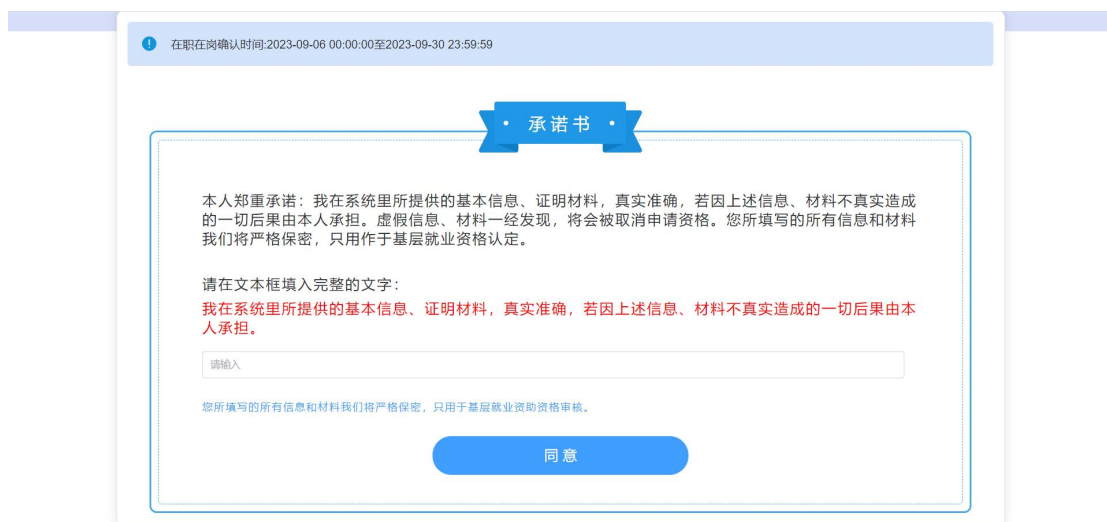 在职在岗确认时间:2023-09-06 00:00:00至2023-09-30 23:59:59
· 承诺书 ·
本人郑重承诺：我在系统里所提供的基本信息、证明材料，真实准确，若因上述信息、材料不真实造成
的一切后果由本人承担。虚假信息、材料一经发现，将会被取消申请资格。您所填写的所有信息和材料
我们将严格保密，只用作于基层就业资格认定。
请在文本框填入完整的文字：
我在系统里所提供的基本信息、证明材料，真实准确，若因上述信息、材料不真实造成的一切后果由本
人承担。
请输入
您所填写的所有信息和材料我们将严格保密，只用于基层就业资助资格审核。
同意